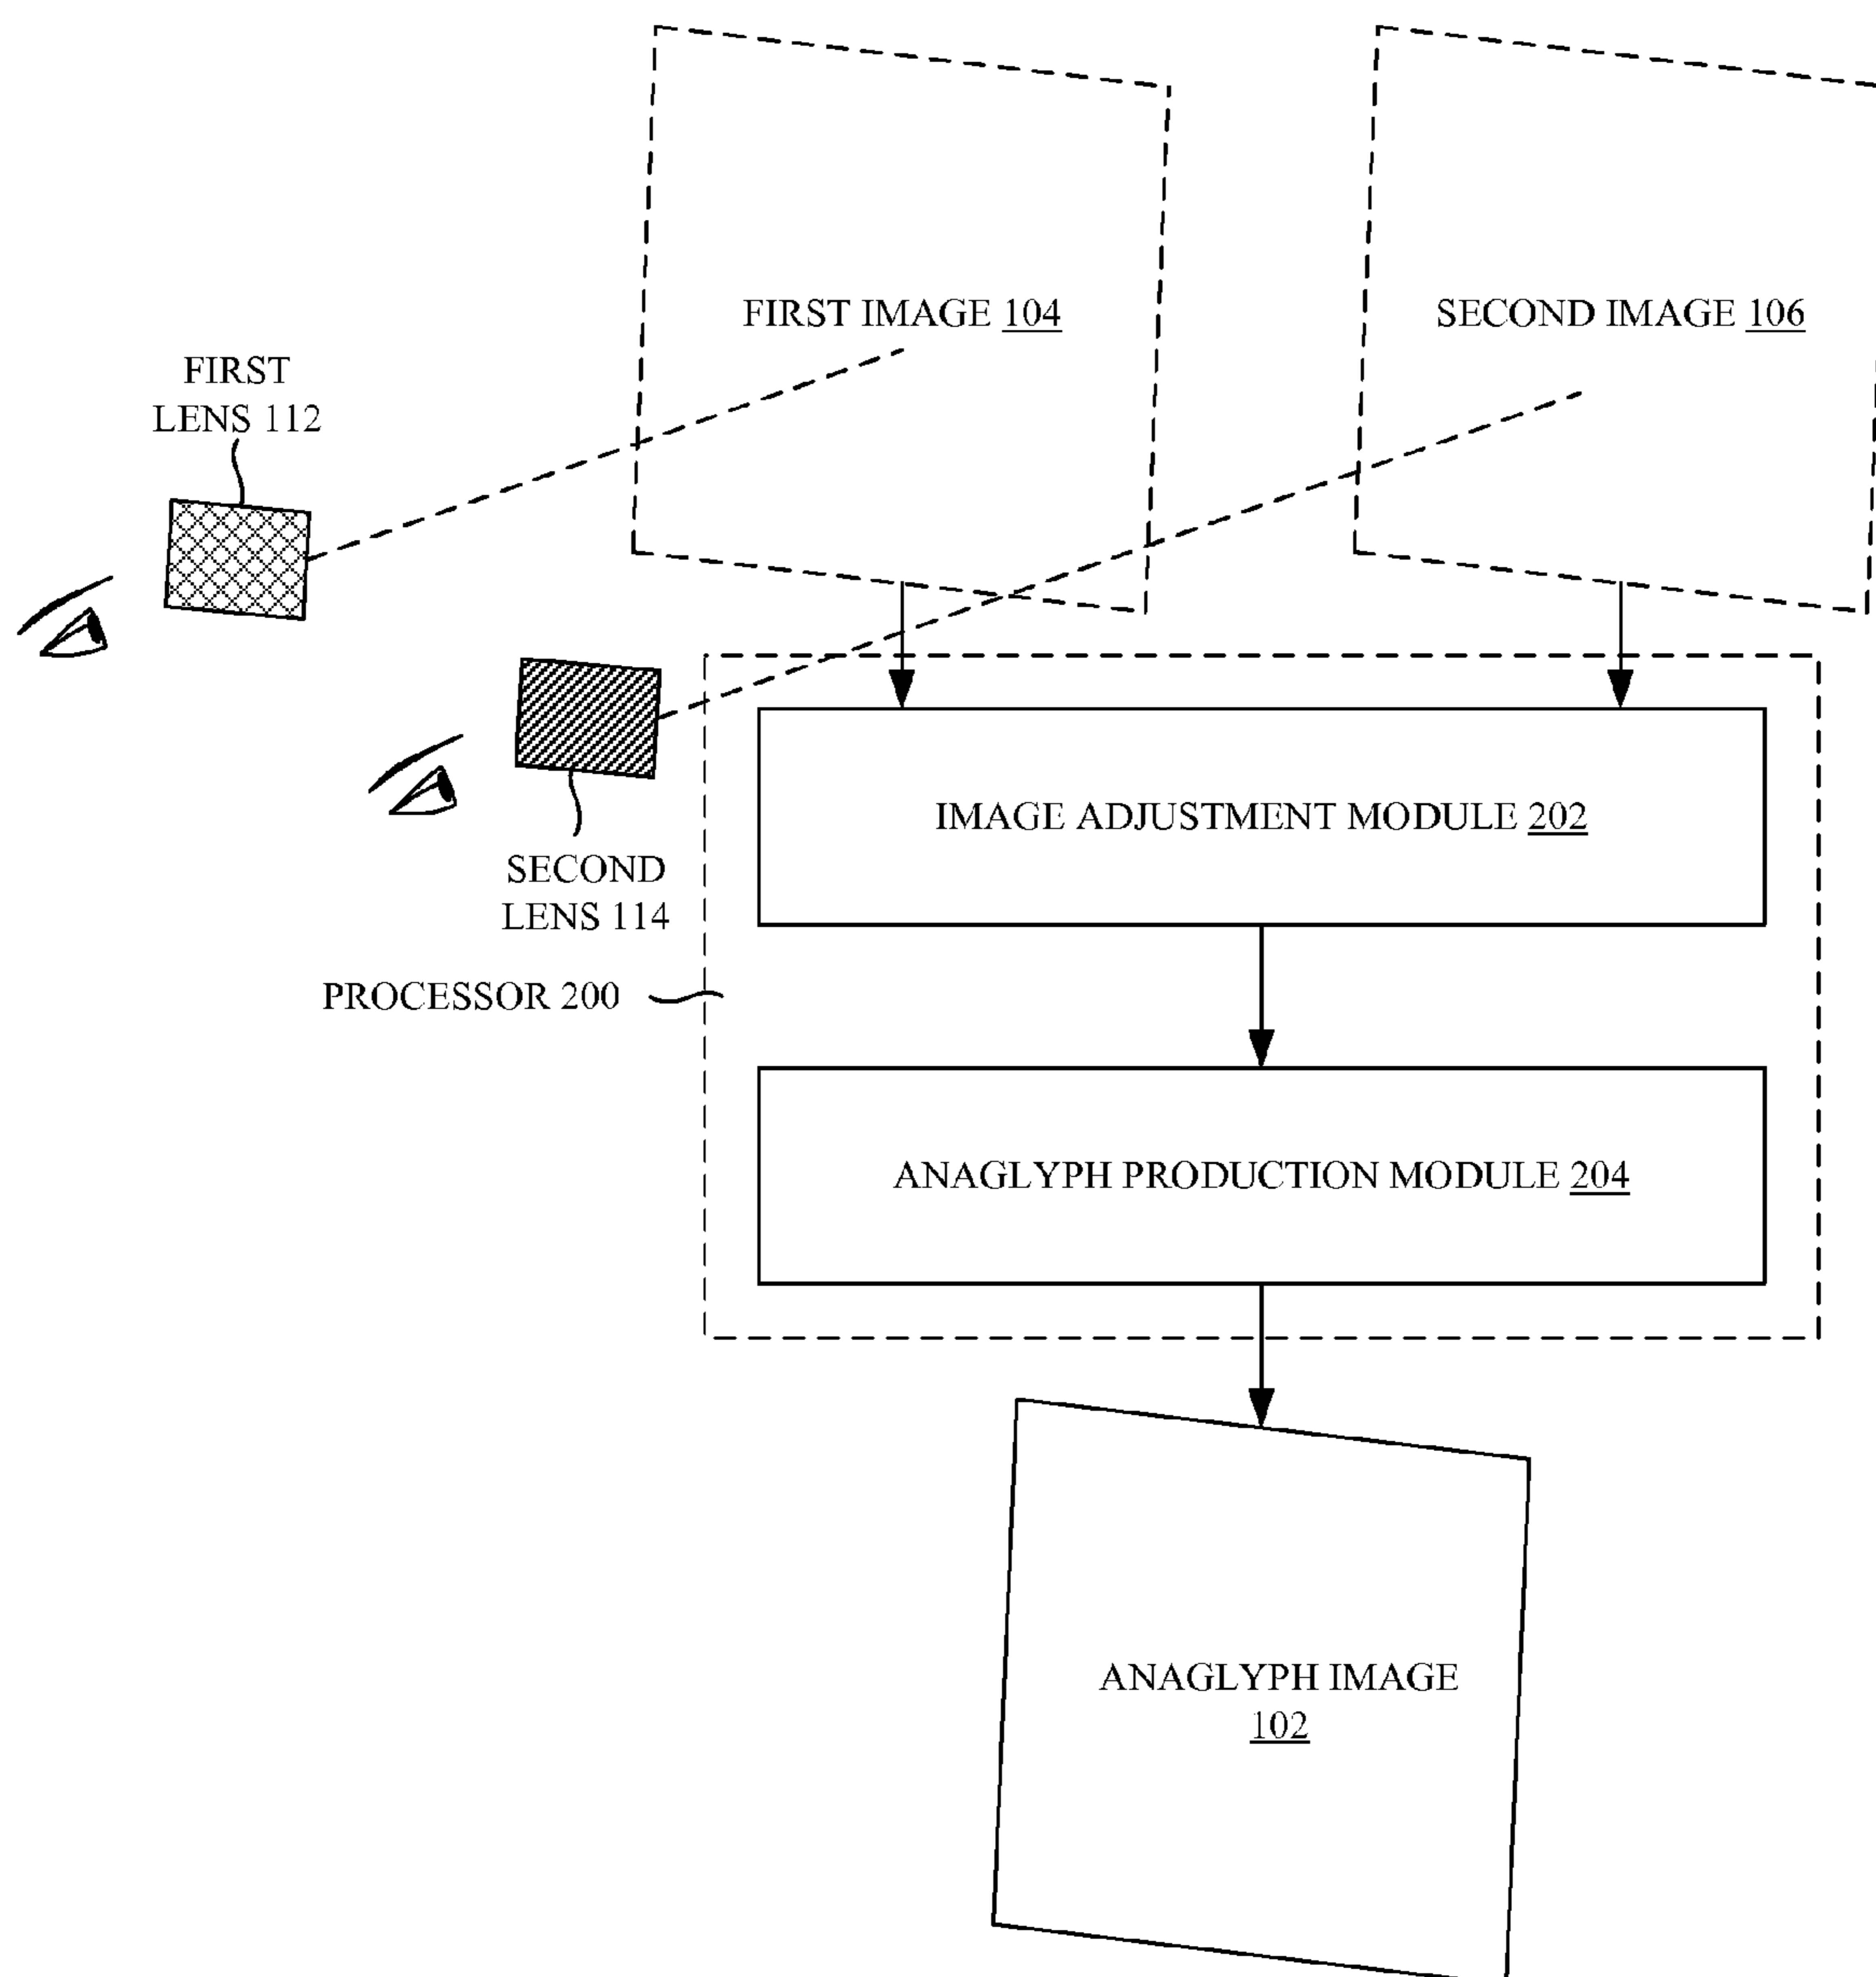 FIRST IMAGE 104
SECOND IMAGE 106
FIRST
LENS 112
IMAGE ADJUSTMENT MODULE 202
SECOND
LENS 114
PROCESSOR 200
ANAGLYPH PRODUCTION MODULE 204
ANAGLYPH IMAGE
102